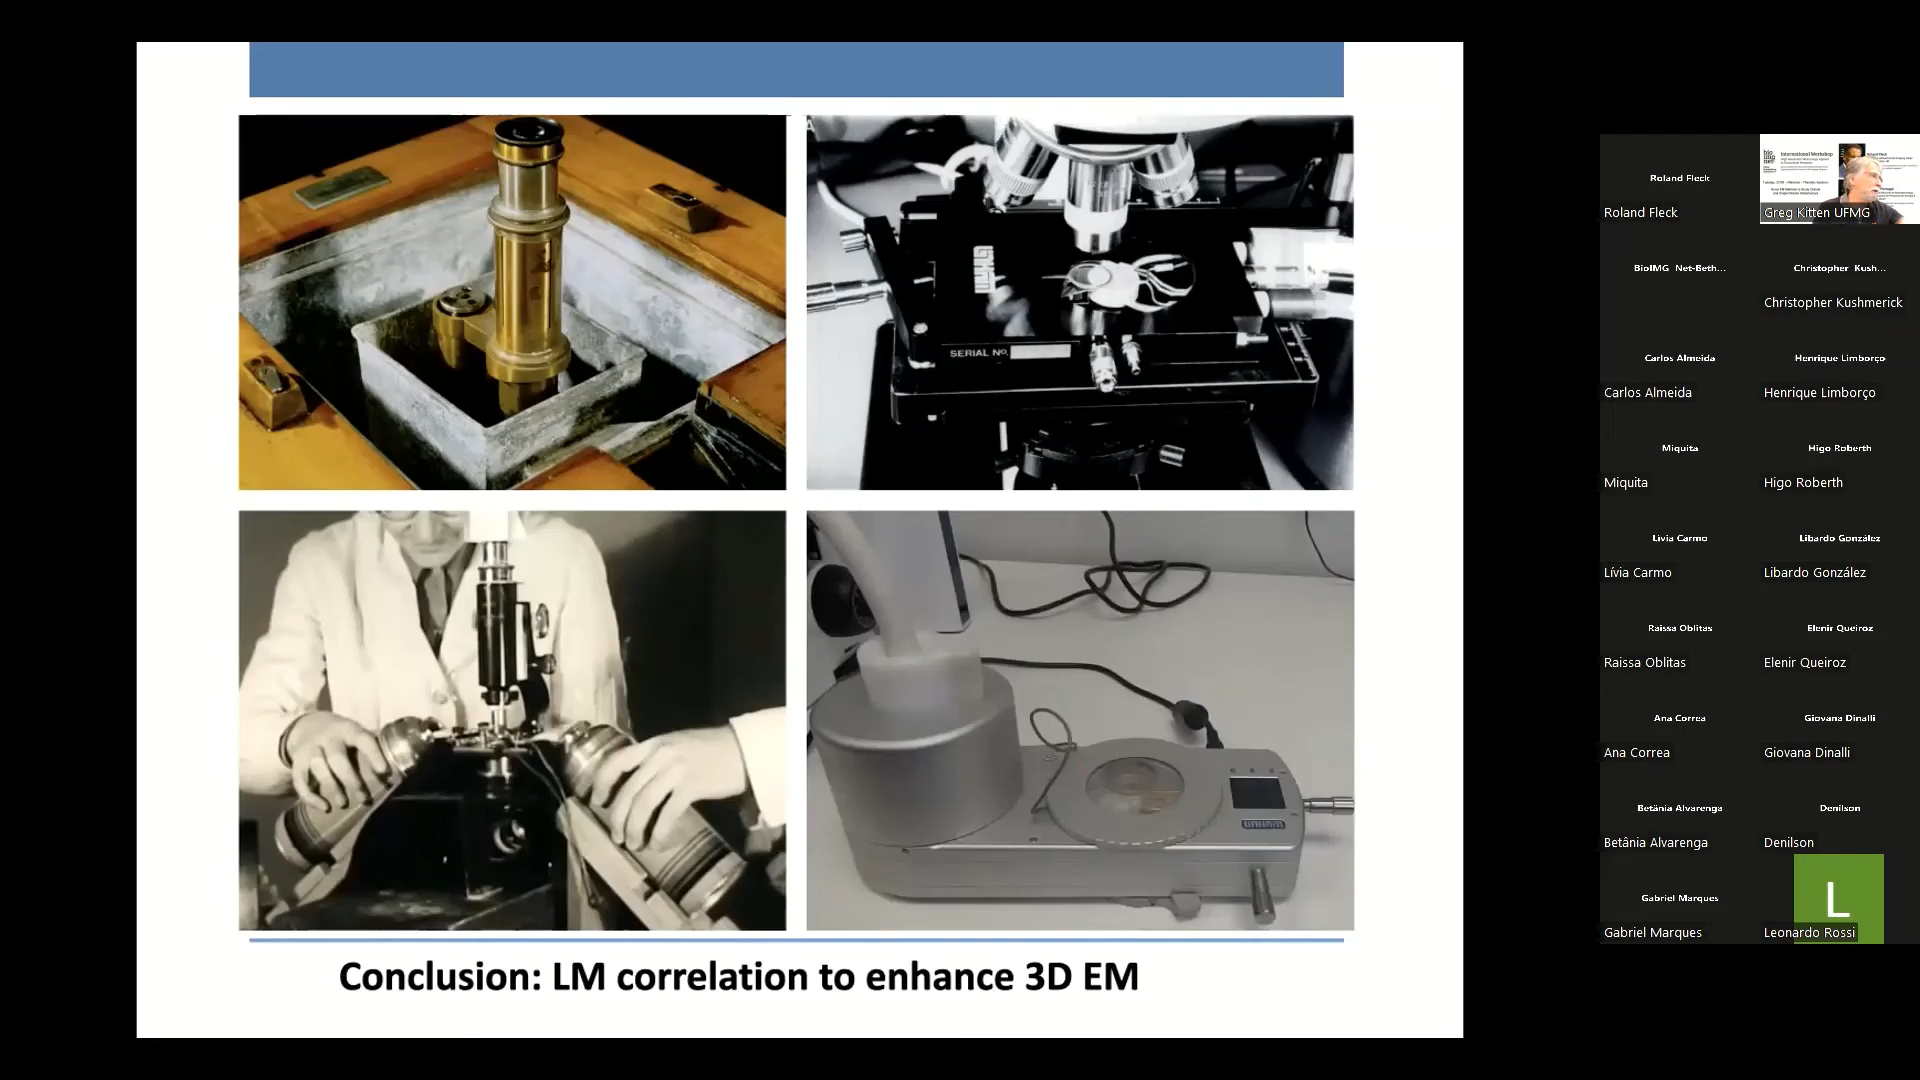 SERIAL No.
LINKAM
Conclusion: LM correlation to enhance 3D EM
Roland Fleck
Roland Fleck
International Workshop
Greg Kitten UFMG
BioIMG Net-Beth...
Christopher Kush...
Christopher Kushmerick
Carlos Almeida
Carlos Almeida
Henrique Limborço
Henrique Limborço
Miquita
Miquita
Higo Roberth
Higo Roberth
Lívia Carmo
Lívia Carmo
Libardo González
Libardo González
Raissa Oblitas
Raissa Oblitas
Elenir Queiroz
Elenir Queiroz
Ana Correa
Ana Correa
Giovana Dinalli
Giovana Dinalli
Betânia Alvarenga
Betânia Alvarenga
Denilson
Denilson
Gabriel Marques
Gabriel Marques
L
Leonardo Rossi